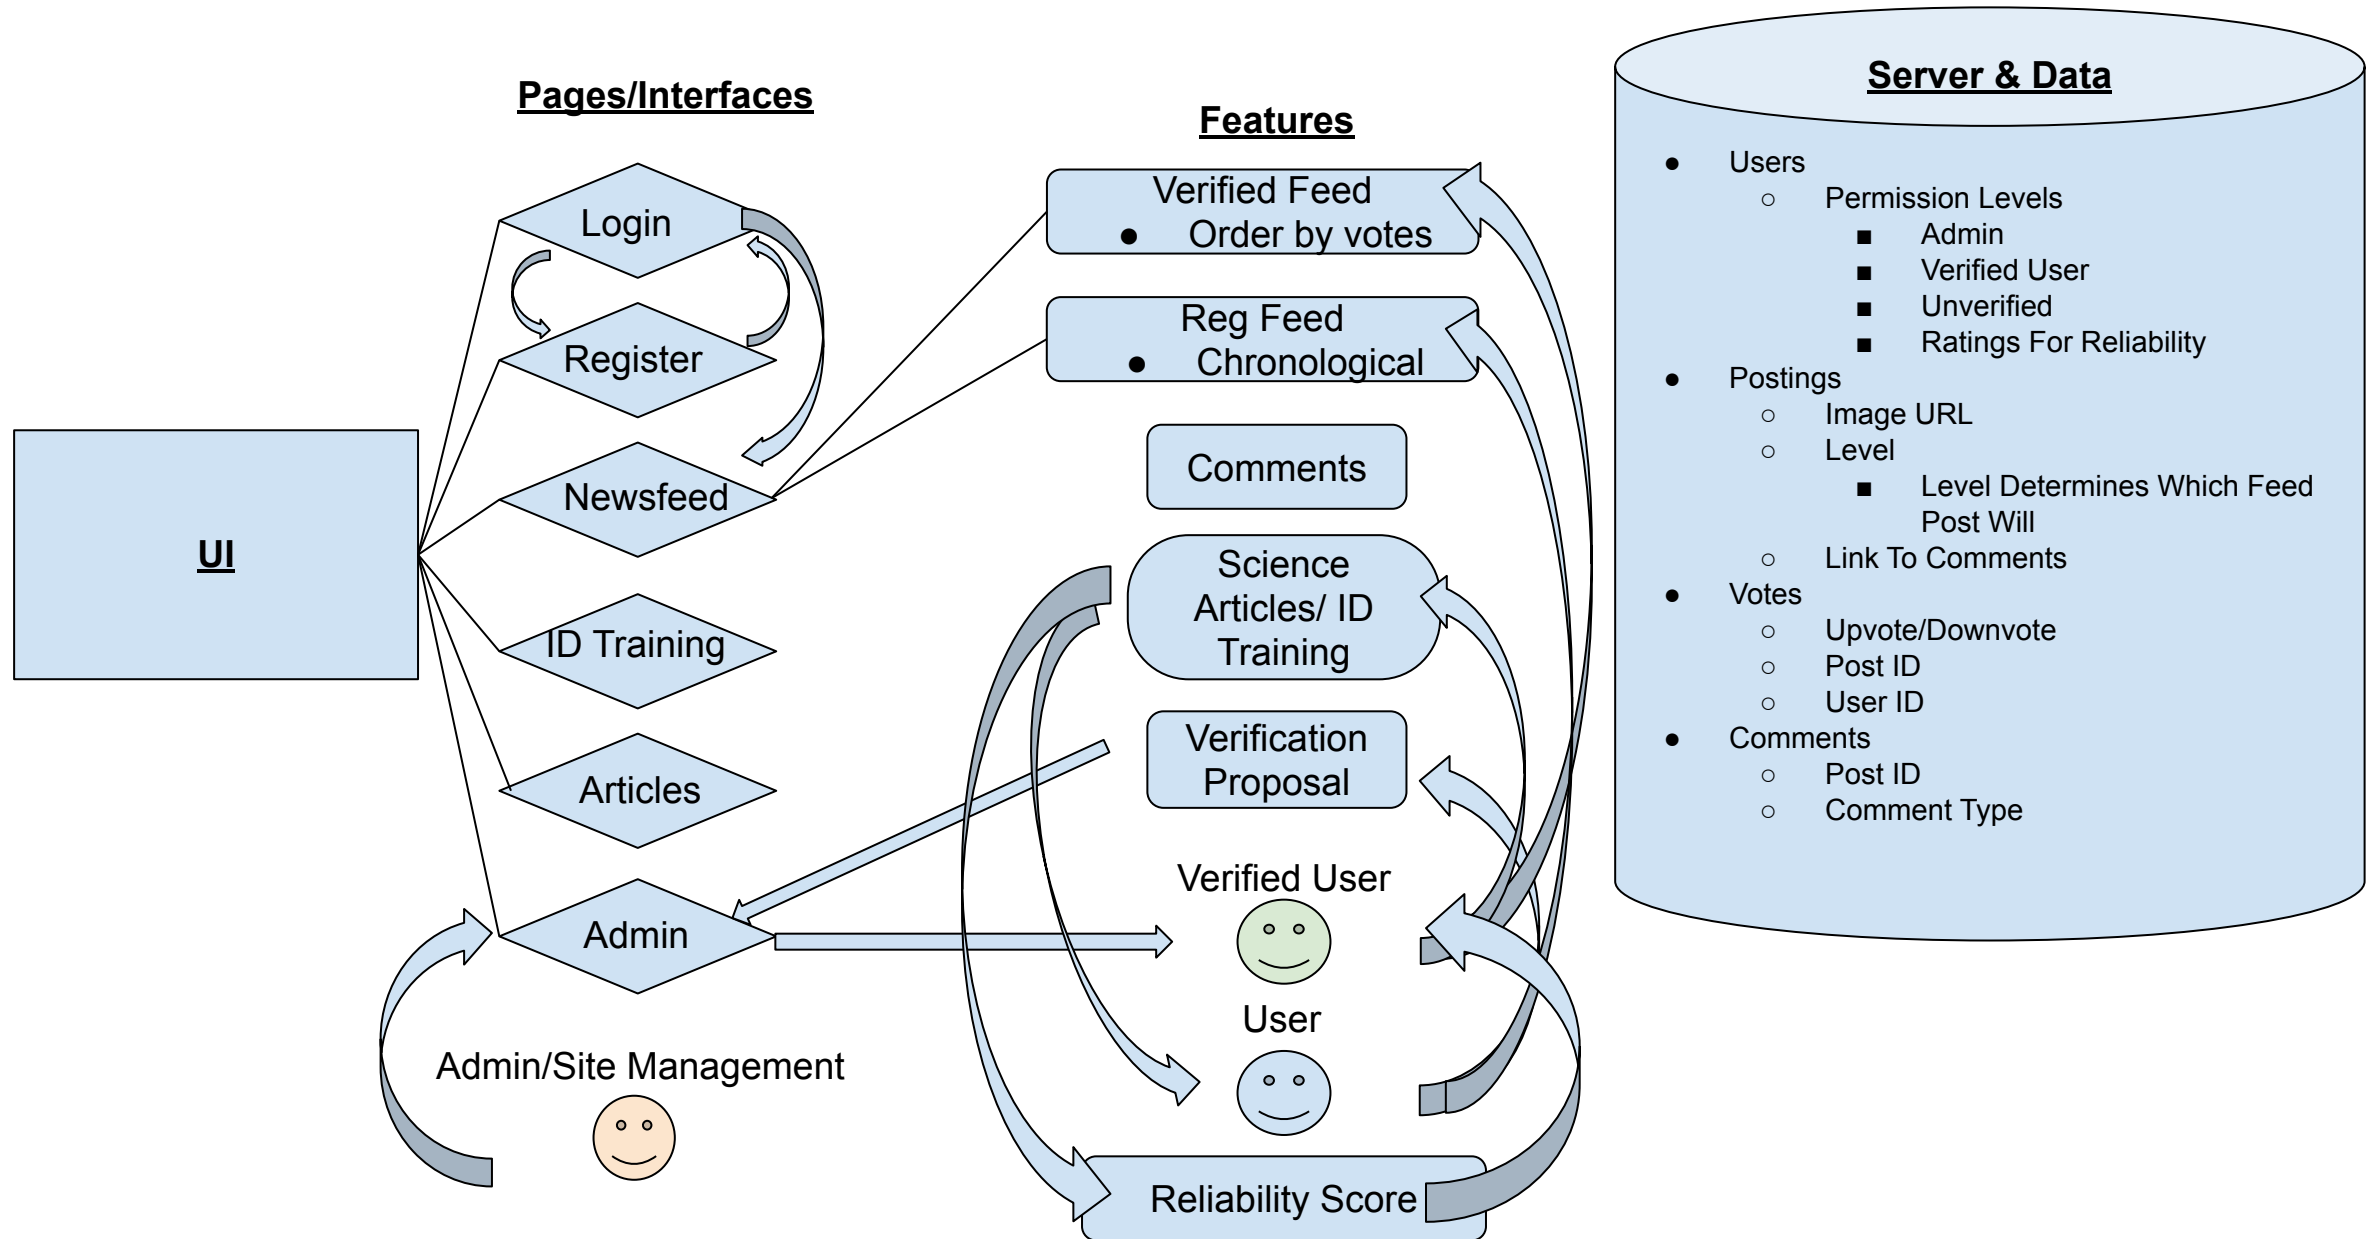 Pages/Interfaces
Login
Register
Newsfeed
ID Training
Articles
Admin
Admin/Site Management
UI
Features
Verified Feed
● Order by votes
Reg Feed
● Chronological
Comments
Science
Articles/ ID
Training
Verification
Proposal
Verified User
User
Reliability Score
Server & Data
● Users
○ Permission Levels
■ Admin
■ Verified User
■ Unverified
■ Ratings For Reliability
● Postings
○ Image URL
○ Level
■ Level Determines Which Feed
Post Will
○ Link To Comments
● Votes
○ Upvote/Downvote
○ Post ID
○ User ID
● Comments
○ Post ID
○ Comment Type